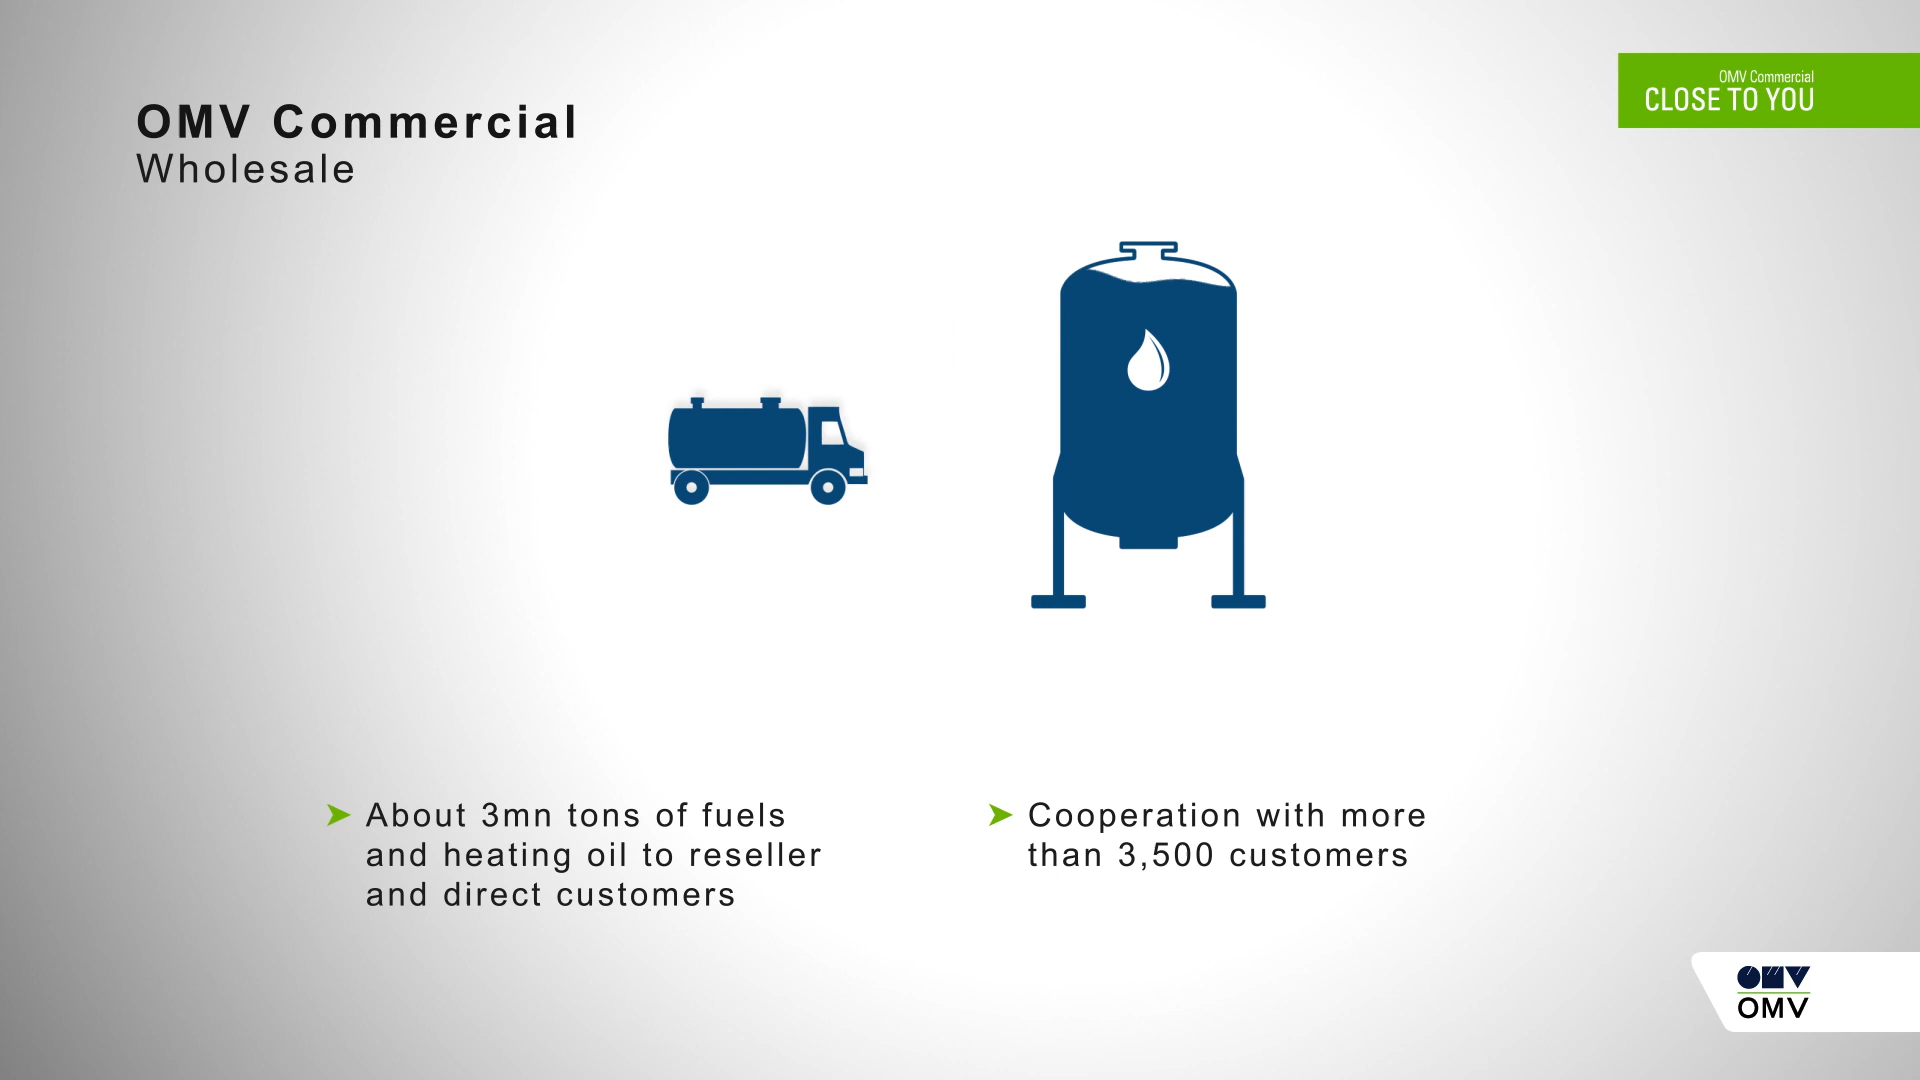 OMV Commercial
CLOSE TO YOU
OMV Commercial
Wholesale
About 3mn tons of fuels
and heating oil to reseller
and direct customers
Cooperation with more
than 3,500 customers
OMV
OMV